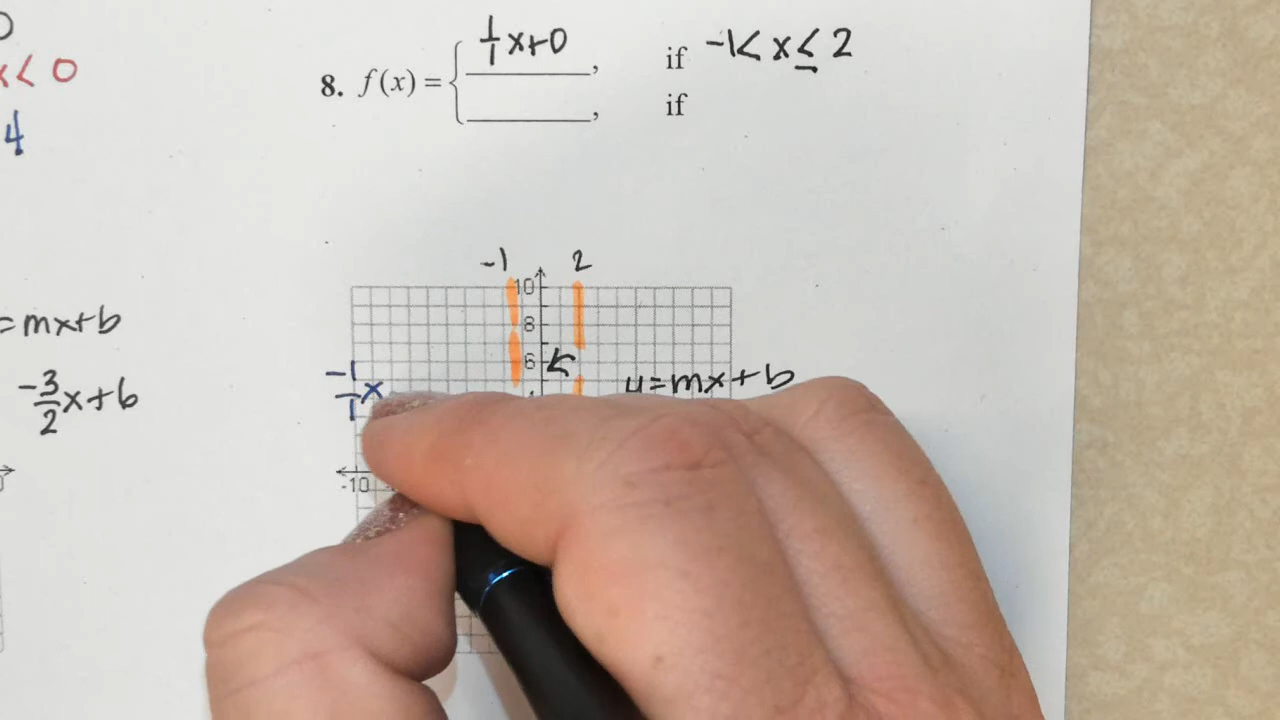 0
x < 0
4
8. f(x) = { 1/1 x+0, if -1< x ≤ 2
, if
-1 2
10
8
6
= mx+b
-1/1 x
y=mx+b
-3/2 x+b
-10